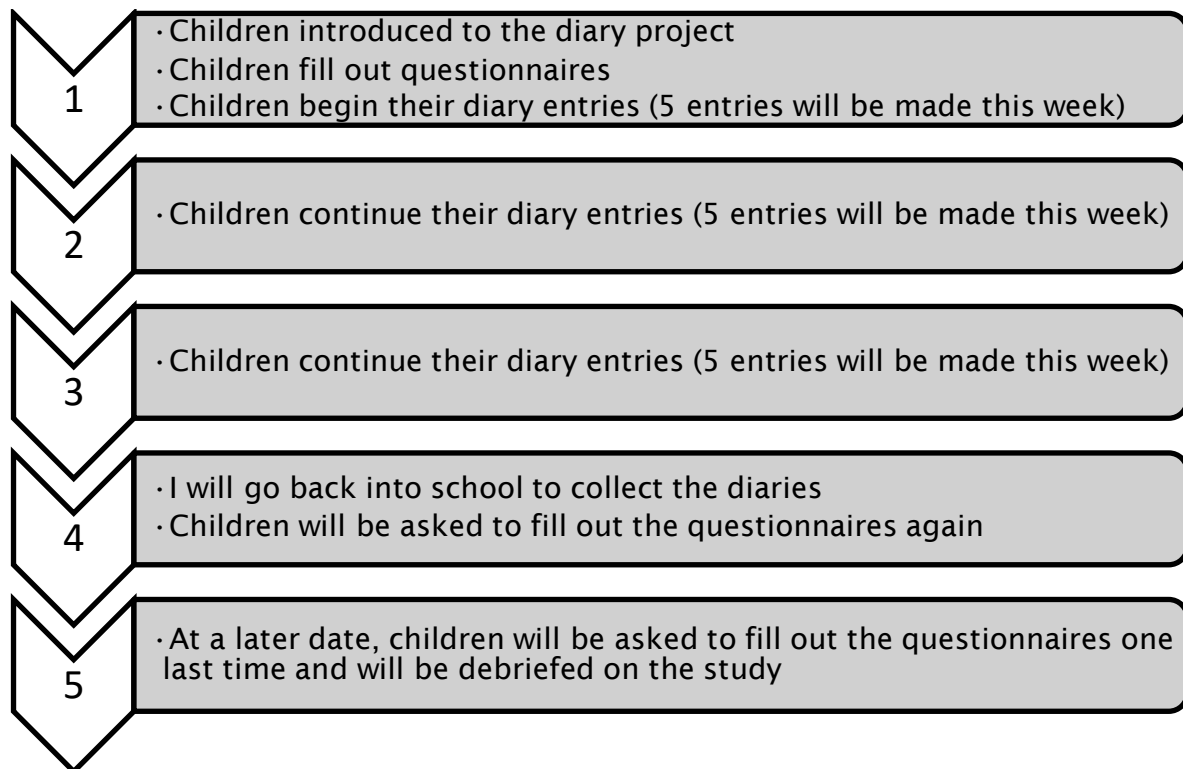 1
·Children introduced to the diary project
·Children fill out questionnaires
·Children begin their diary entries (5 entries will be made this week)
2
·Children continue their diary entries (5 entries will be made this week)
3
·Children continue their diary entries (5 entries will be made this week)
4
·I will go back into school to collect the diaries
·Children will be asked to fill out the questionnaires again
5
·At a later date, children will be asked to fill out the questionnaires one
last time and will be debriefed on the study